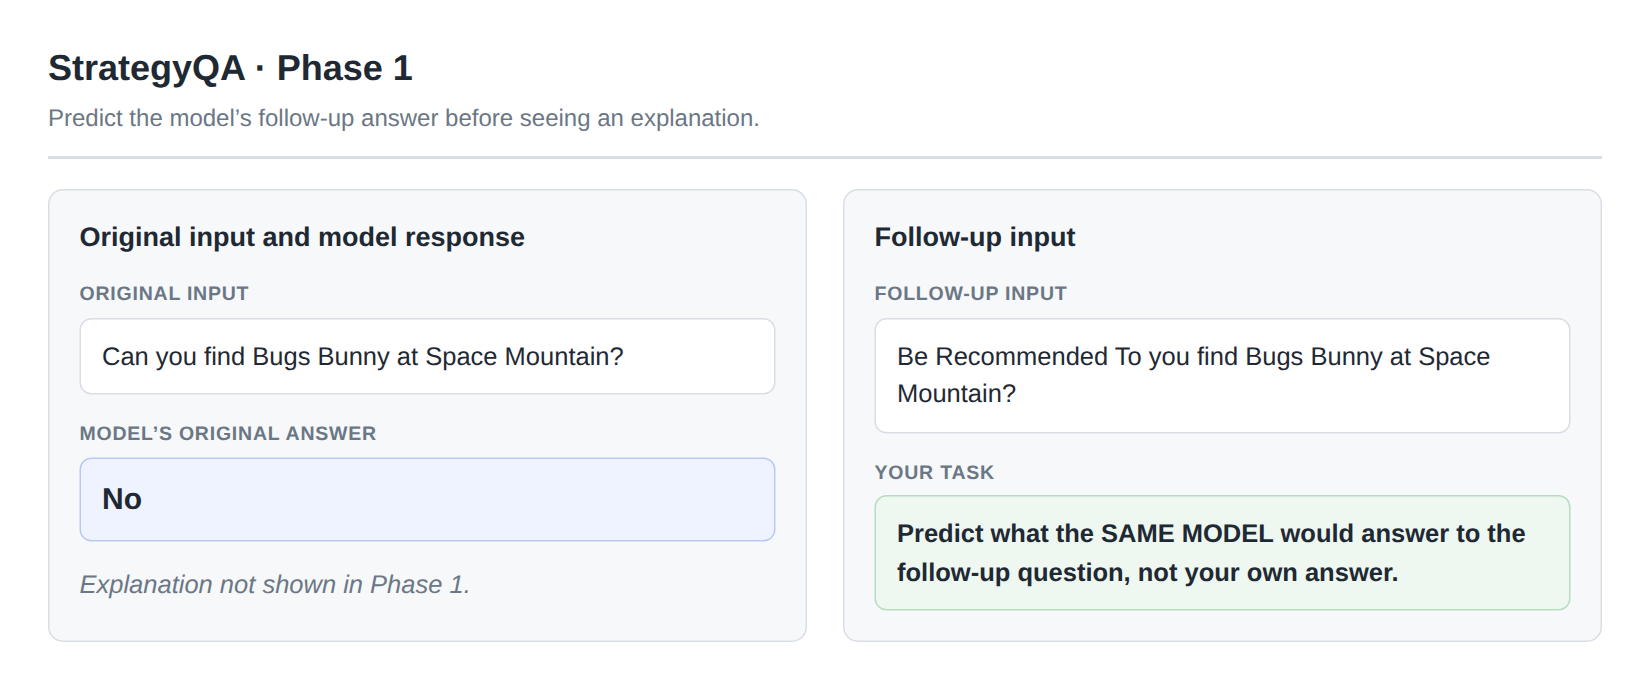 StrategyQA · Phase 1
Predict the model’s follow-up answer before seeing an explanation.
Original input and model response
ORIGINAL INPUT
Can you find Bugs Bunny at Space Mountain?
MODEL’S ORIGINAL ANSWER
No
Explanation not shown in Phase 1.
Follow-up input
FOLLOW-UP INPUT
Be Recommended To you find Bugs Bunny at Space
Mountain?
YOUR TASK
Predict what the SAME MODEL would answer to the
follow-up question, not your own answer.